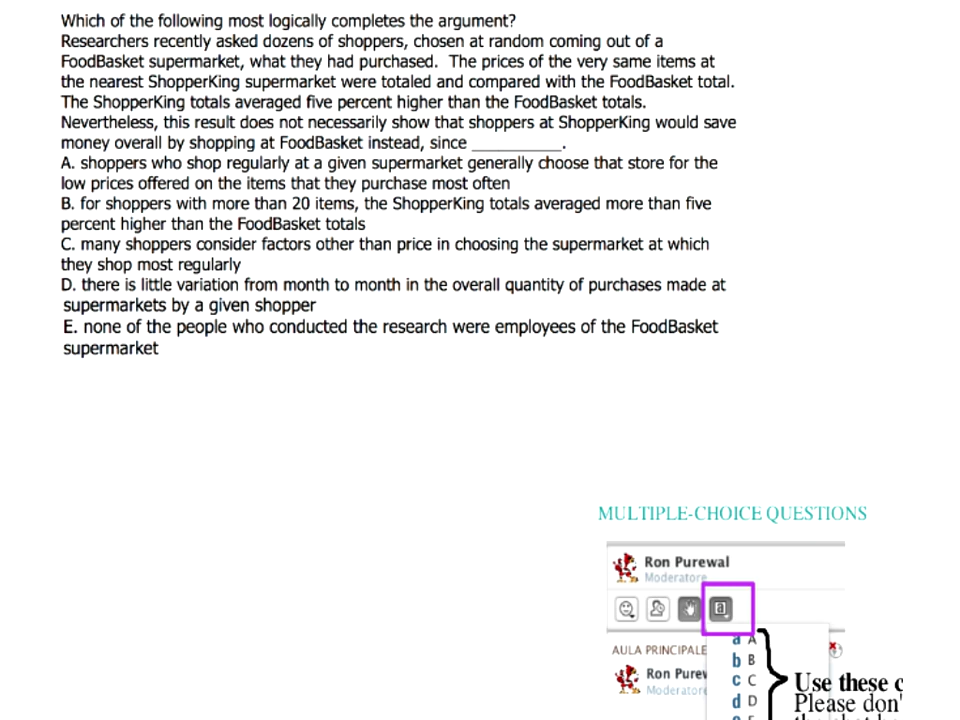 Which of the following most logically completes the argument?
Researchers recently asked dozens of shoppers, chosen at random coming out of a
FoodBasket supermarket, what they had purchased. The prices of the very same items at
the nearest ShopperKing supermarket were totaled and compared with the FoodBasket total.
The ShopperKing totals averaged five percent higher than the FoodBasket totals.
Nevertheless, this result does not necessarily show that shoppers at ShopperKing would save
money overall by shopping at FoodBasket instead, since __________.
A. shoppers who shop regularly at a given supermarket generally choose that store for the
low prices offered on the items that they purchase most often
B. for shoppers with more than 20 items, the ShopperKing totals averaged more than five
percent higher than the FoodBasket totals
C. many shoppers consider factors other than price in choosing the supermarket at which
they shop most regularly
D. there is little variation from month to month in the overall quantity of purchases made at
supermarkets by a given shopper
E. none of the people who conducted the research were employees of the FoodBasket
supermarket
MULTIPLE-CHOICE QUESTIONS
Ron Purewal
Moderatore
a
AULA PRINCIPALE
a A
b B
Ron Purew
c C
Moderatore
d D
Use these c
Please don'